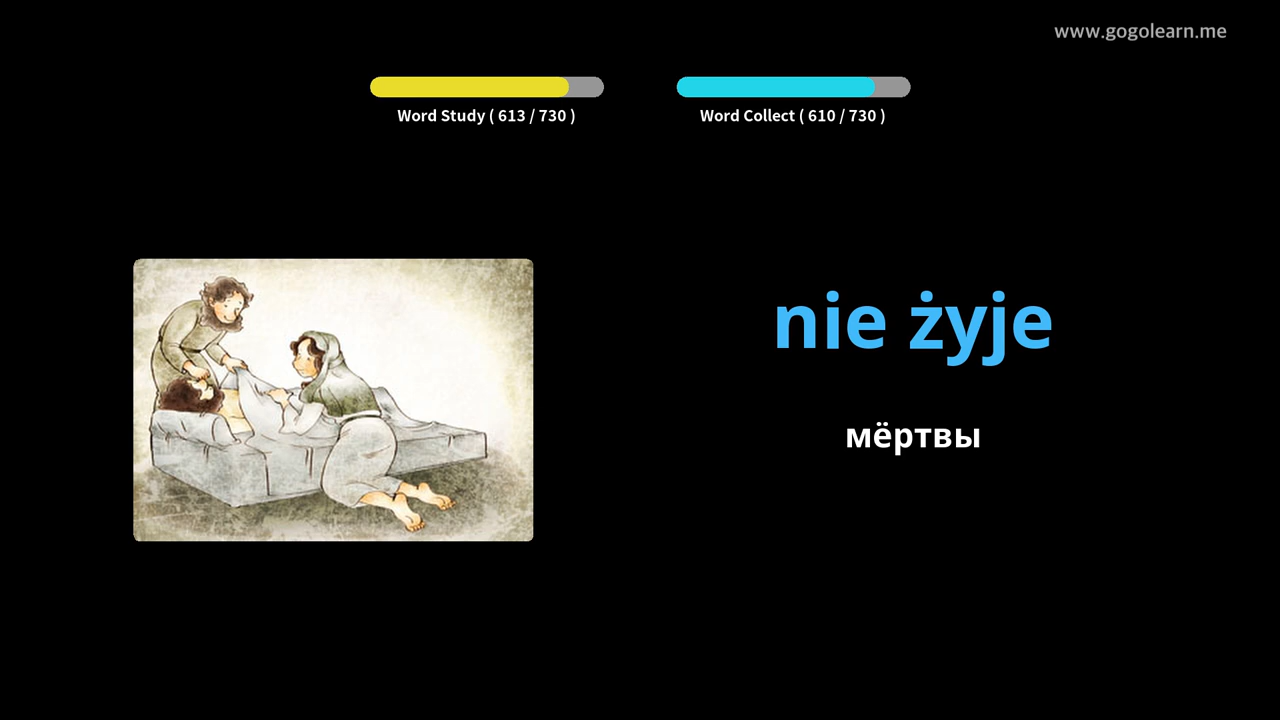 www.gogolearn.me
Word Study ( 613 / 730 )
Word Collect ( 610 / 730 )
nie żyje
мёртвы